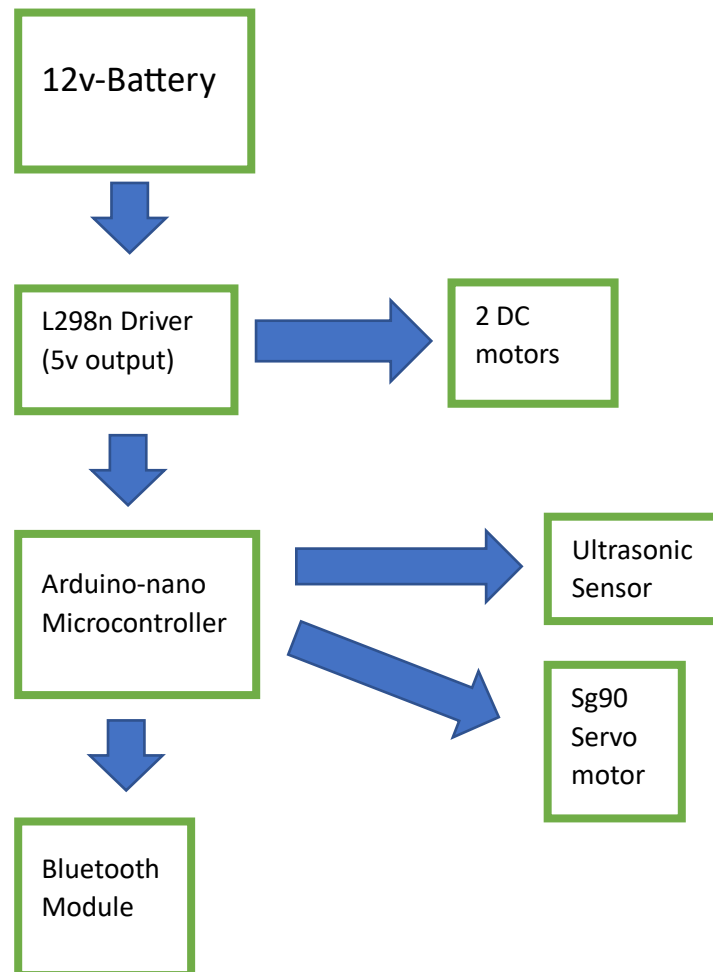 12v-Battery
L298n Driver
(5v output)
2 DC
motors
Arduino-nano
Microcontroller
Ultrasonic
Sensor
Sg90
Servo
motor
Bluetooth
Module